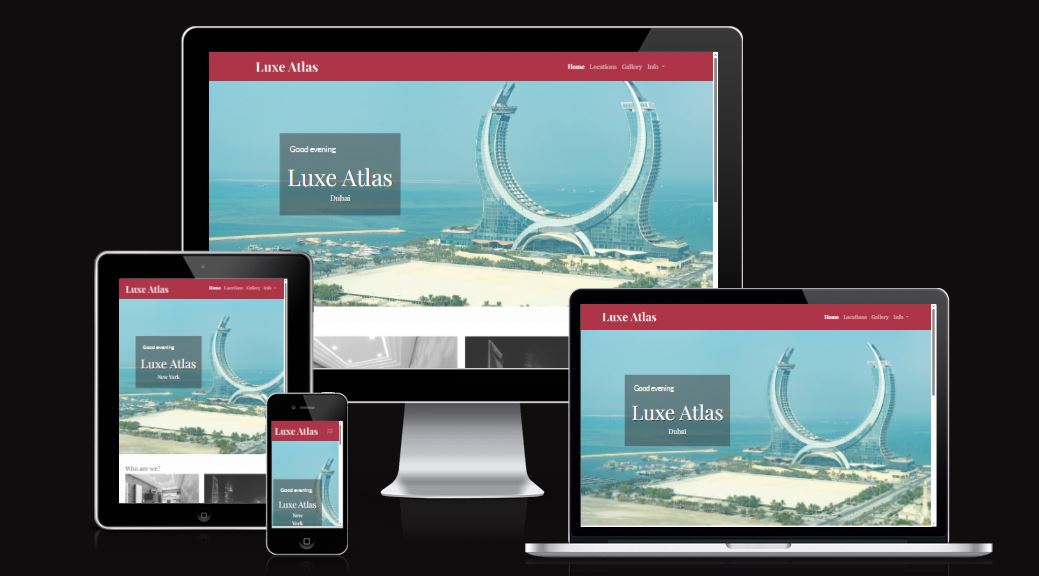 Luxe Atlas
Home Locations Gallery Info
Good evening
Luxe Atlas
Dubai
Luxe Atlas
Home Locations Gallery Info
Good evening
Luxe Atlas
New York
Who are we?
Luxe Atlas
Good evening
Luxe Atlas
New
York
Luxe Atlas
Home Locations Gallery Info
Good evening
Luxe Atlas
Dubai